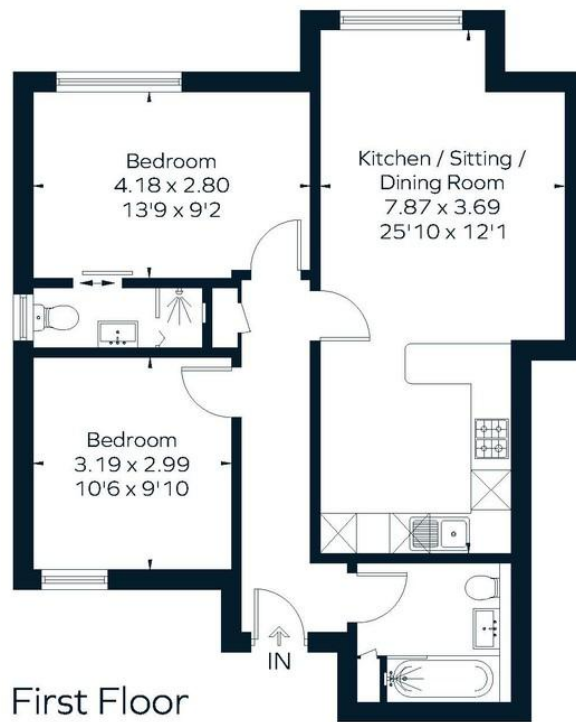 Bedroom
4.18 x 2.80
13'9 x 9'2
Kitchen / Sitting /
Dining Room
7.87 x 3.69
25'10 x 12'1
Bedroom
3.19 x 2.99
10'6 x 9'10
IN
First Floor